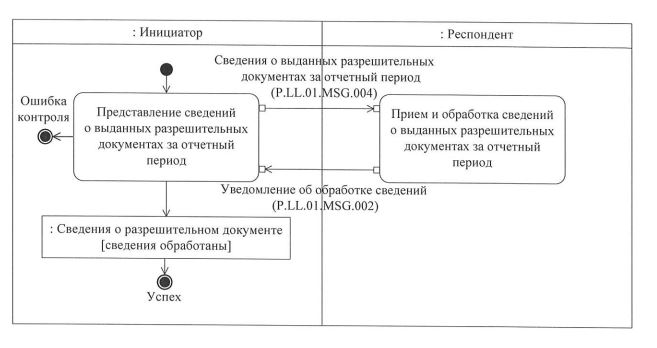 : Инициатор
: Респондент
Сведения о выданных разрешительных
документах за отчетный период
(P.LL.01.MSG.004)
Ошибка
контроля
Представление сведений
о выданных разрешительных
документах за отчетный
период
Прием и обработка сведений
о выданных разрешительных
документах за отчетный
период
Уведомление об обработке сведений
(P.LL.01.MSG.002)
: Сведения о разрешительном документе
[сведения обработаны]
Успех